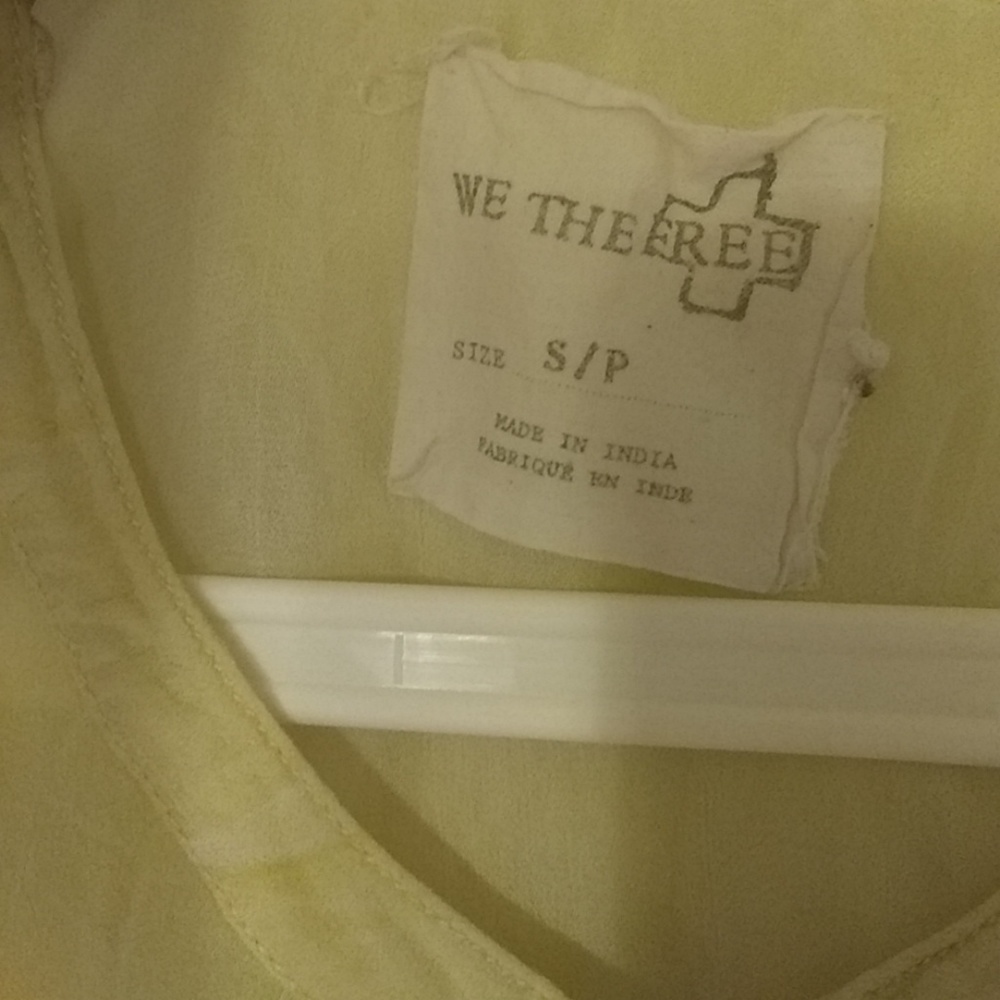 WE THE FREE
SIZE S/P
MADE IN INDIA
FABRIQUÉ EN INDE